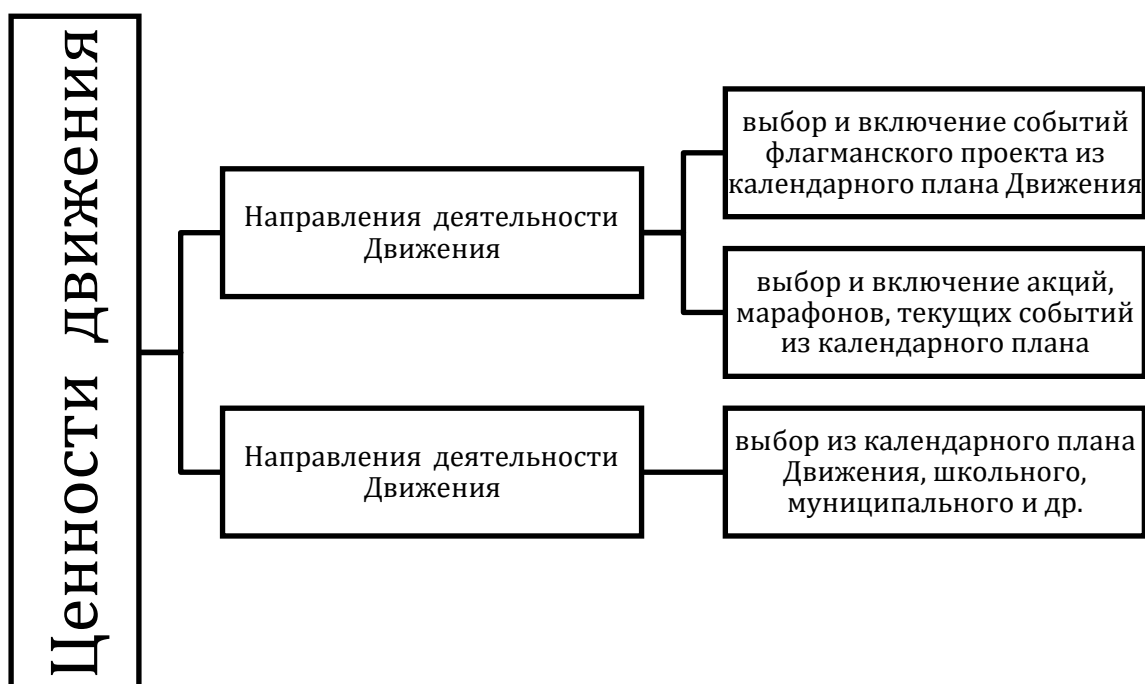 Ценности движения
Направления деятельности
Движения
выбор и включение событий
флагманского проекта из
календарного плана Движения
выбор и включение акций,
марафонов, текущих событий
из календарного плана
Направления деятельности
Движения
выбор из календарного плана
Движения, школьного,
муниципального и др.